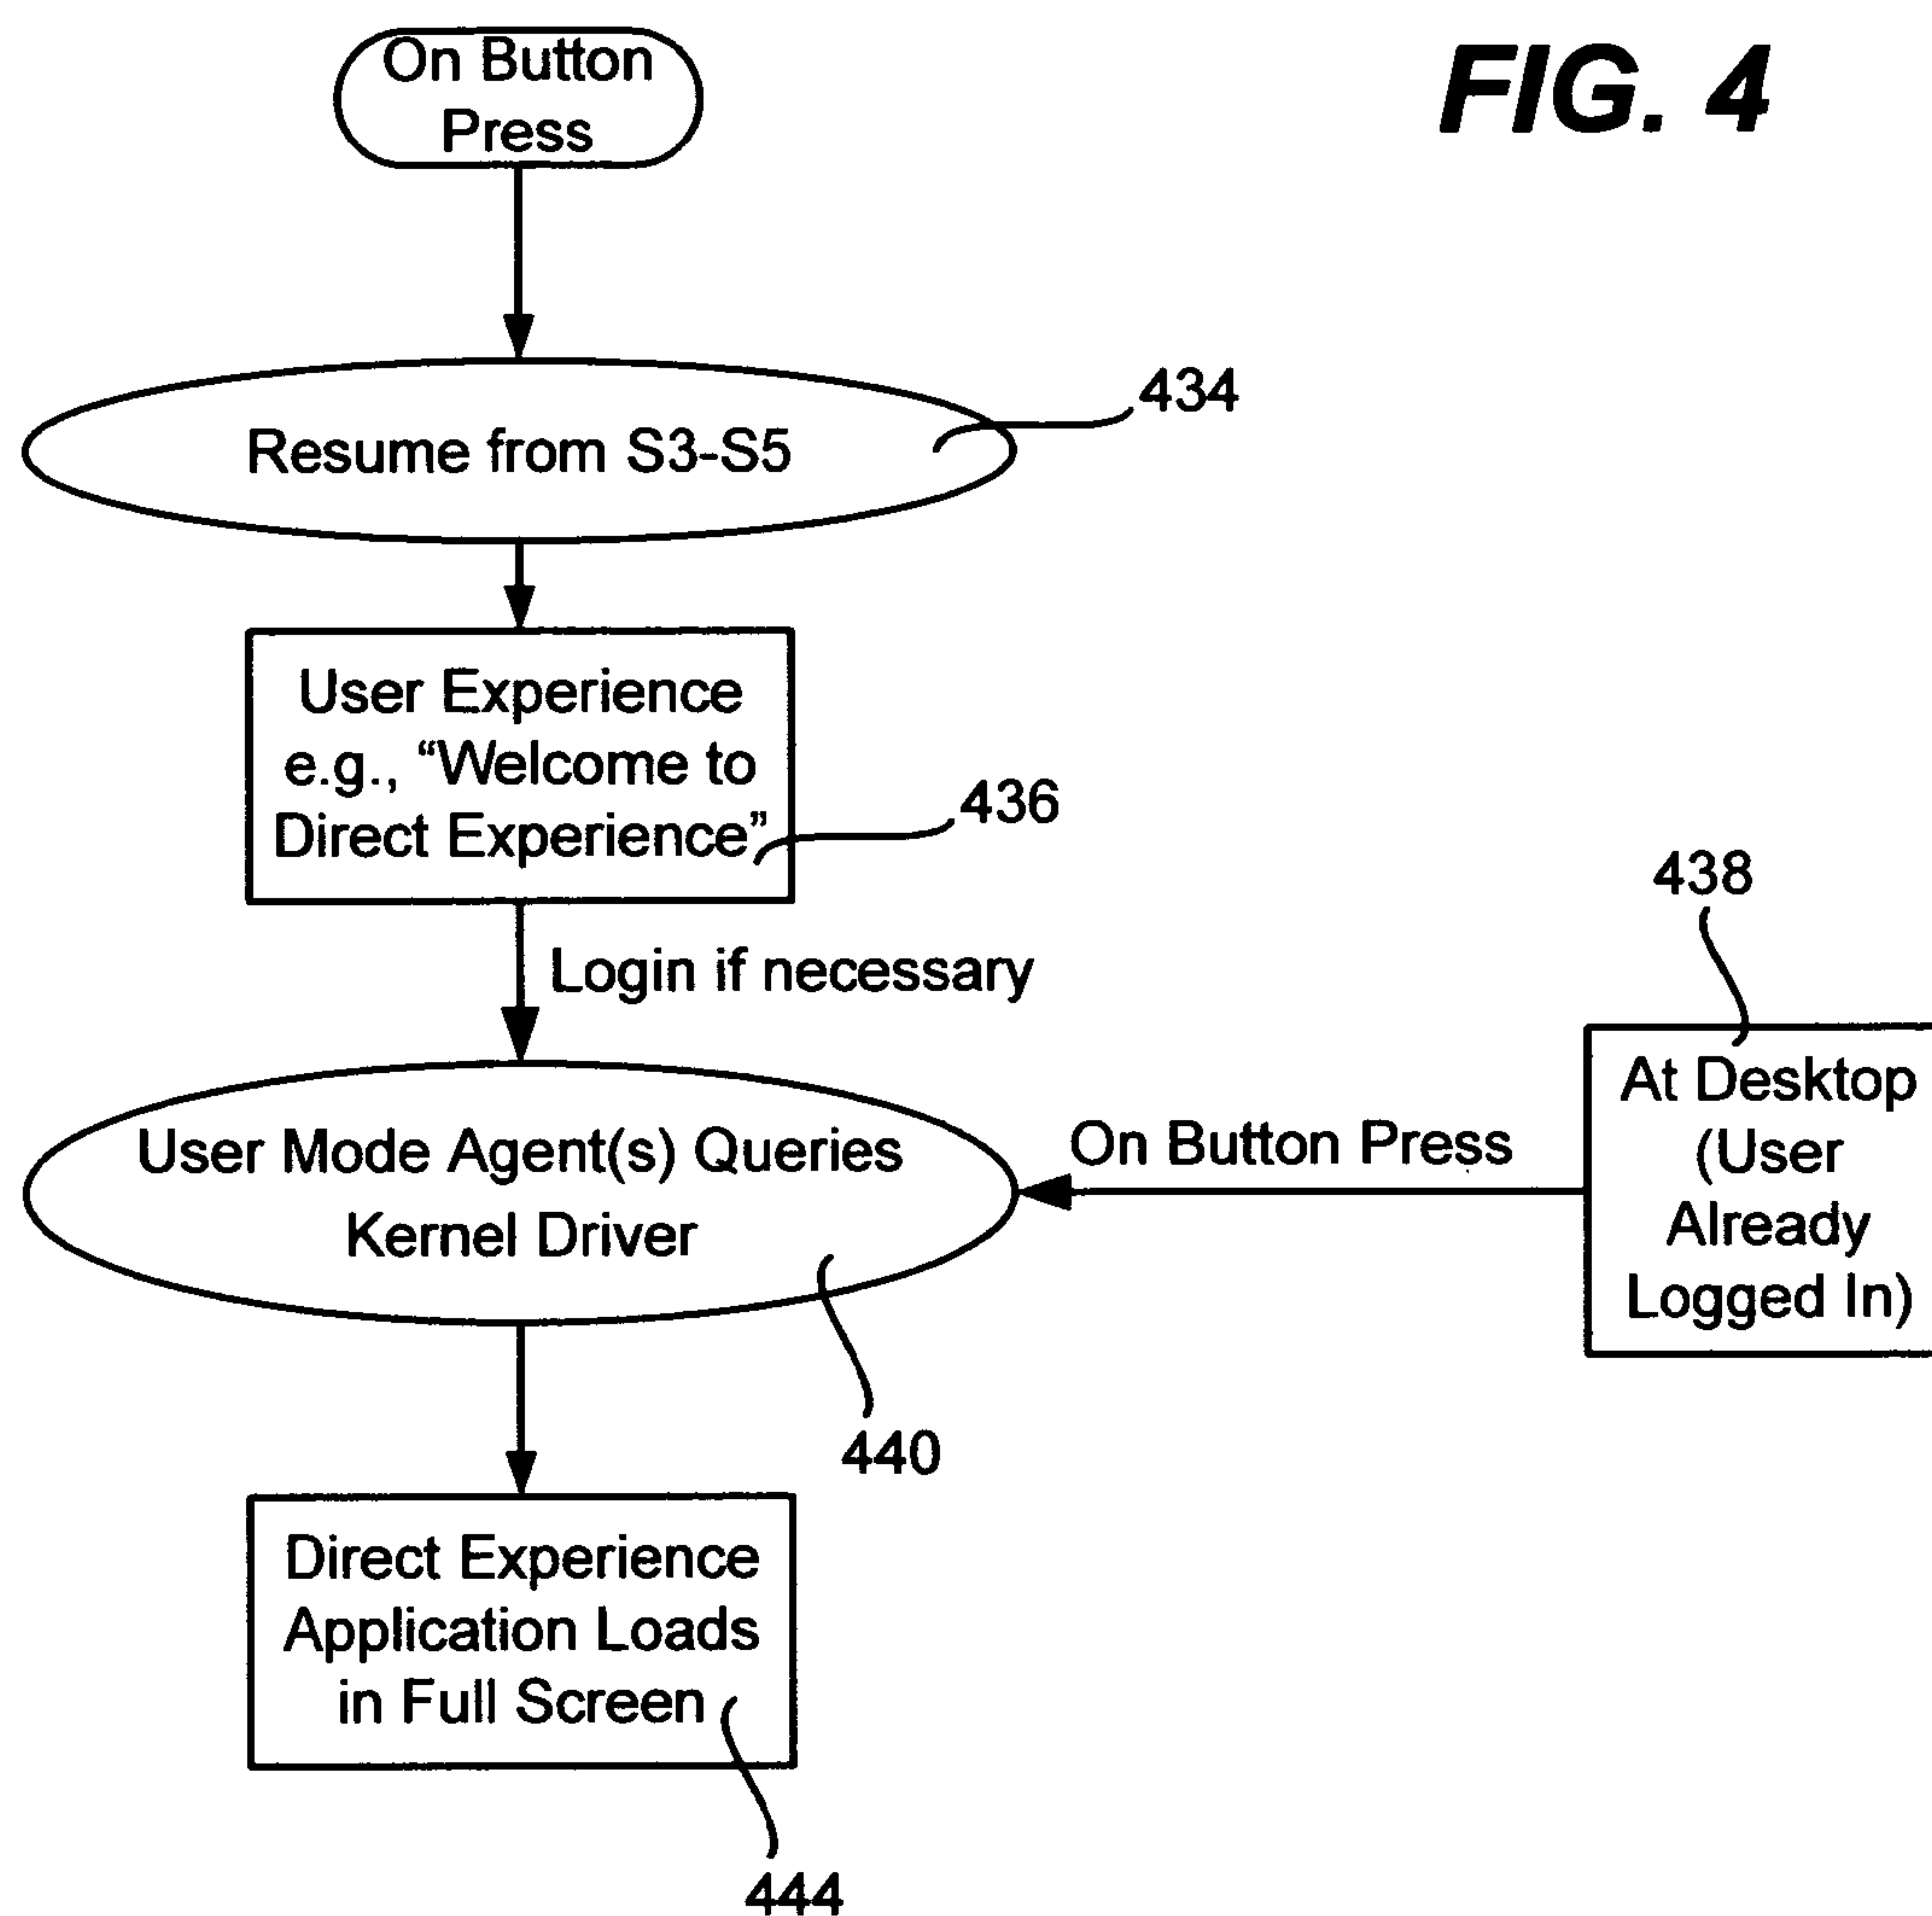 On Button
Press
FIG. 4
434
Resume from S3-S5
User Experience
e.g., “Welcome to
Direct Experience”
436
Login if necessary
438
At Desktop
(User
Already
Logged In)
On Button Press
User Mode Agent(s) Queries
Kernel Driver
440
Direct Experience
Application Loads
in Full Screen
444